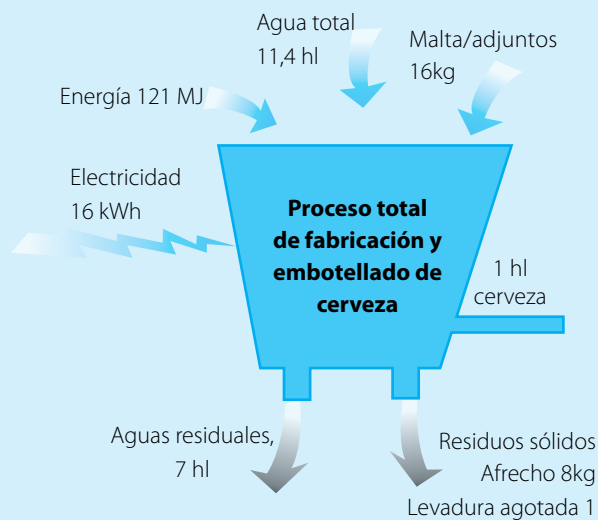 Agua total
11,4 hl
Malta/adjuntos
16kg
Energía 121 MJ
Electricidad
16 kWh
Proceso total
de fabricación y
embotellado de
cerveza
1 hl
cerveza
Aguas residuales,
7 hl
Residuos sólidos
Afrecho 8kg
Levadura agotada 1